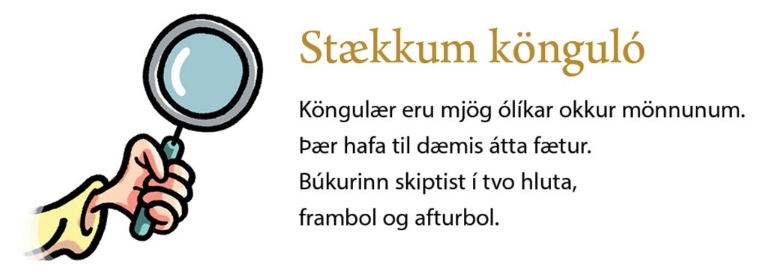 Stækkum könguló
Köngulær eru mjög ólíkar okkur mönnunum.
Þær hafa til dæmis átta fætur.
Búkurinn skiptist í tvo hluta,
frambol og afturbol.